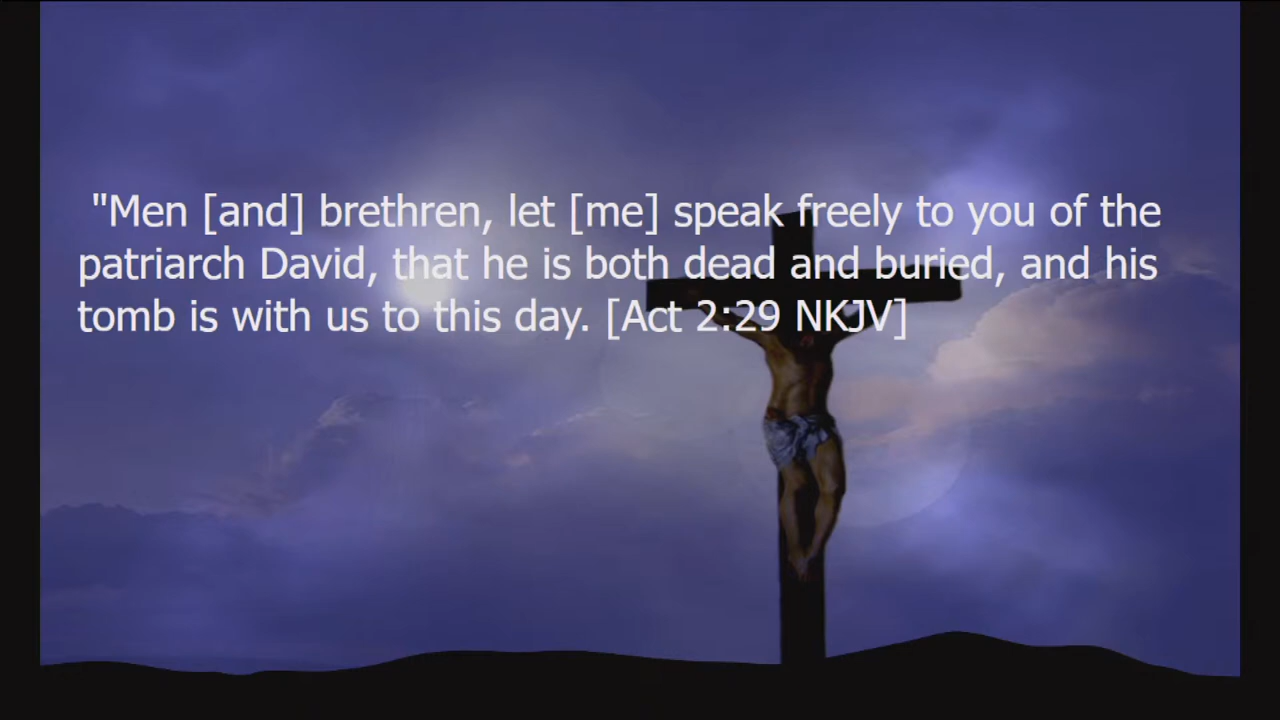 "Men [and] brethren, let [me] speak freely to you of the
patriarch David, that he is both dead and buried, and his
tomb is with us to this day. [Act 2:29 NKJV]